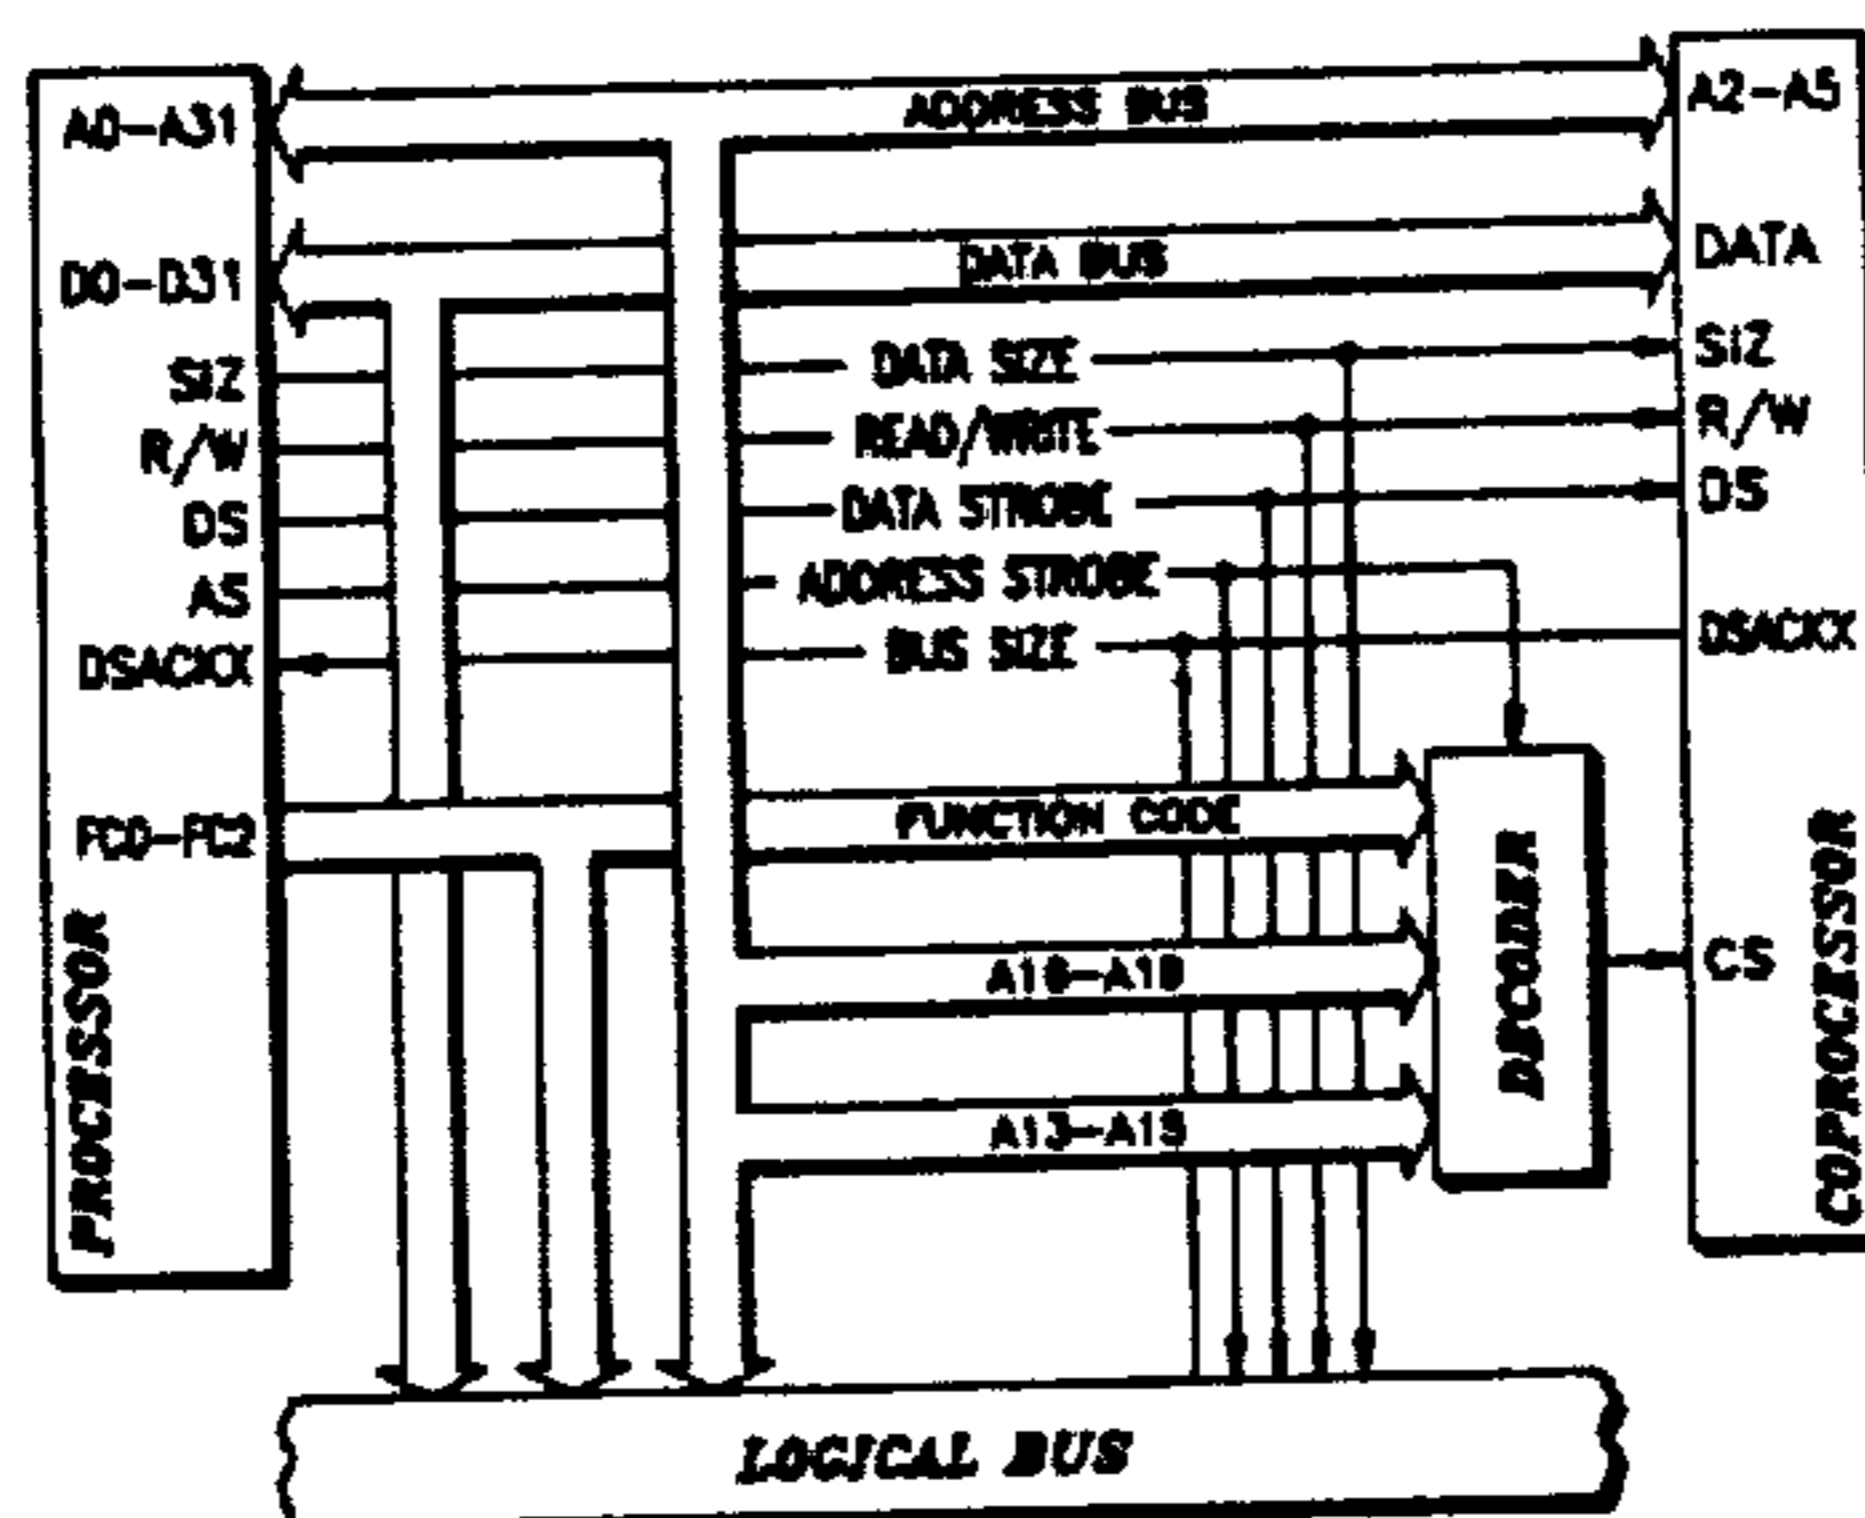 A0-A31
ADDRESS BUS
A2-A5
D0-D31
DATA BUS
DATA
SIZ
DATA SIZE
SIZ
R/W
READ/WRITE
R/W
DS
DATA STROBE
DS
AS
ADDRESS STROBE
DSACKX
BUS SIZE
DSACKX
FC0-FC2
FUNCTION CODE
DECODER
CS
PROCESSOR
COPROCESSOR
LOGICAL BUS